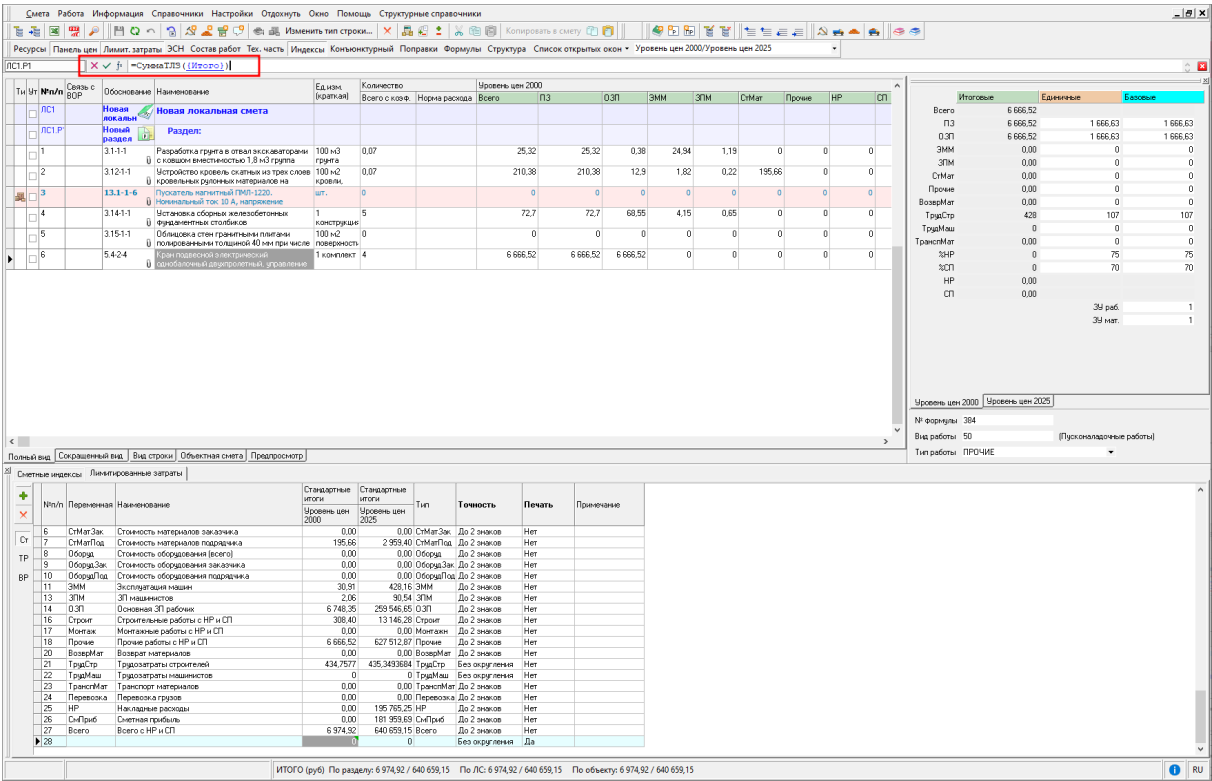 Смета Работа Информация Справочники Настройки Отдохнуть Окно Помощь Структурные справочники
Изменить тип строки... Копировать в смету
Ресурсы Панель цен Лимит. затраты ЭСН Состав работ Тех. часть Индексы Конъюнктурный Поправки Формулы Структура Список открытых окон Уровень цен 2000/Уровень цен 2025
ЛС1.Р1 =СуммаТЛЗ({Итого})
Ти Уг №п/п Связь с ВОР Обоснование Наименование Ед.изм. (краткая) Количество Уровень цен 2000
Всего с коэф. Норма расхода Всего ПЗ ОЗП ЭММ ЗПМ СтМат Прочие НР СП
ЛС1 Новая локальн Новая локальная смета
ЛС1.Р1 Новый раздел Раздел:
1 3.1-1-1 Разработка грунта в отвал экскаваторами с ковшом вместимостью 1,8 м3 группа 100 м3 грунта 0,07 25,32 25,32 0,38 24,94 1,19 0 0 0
2 3.12-1-1 Устройство кровель скатных из трех слоев кровельных рулонных материалов на 100 м2 кровли, 0,07 210,38 210,38 12,9 1,82 0,22 195,66 0 0
3 13.1-1-6 Пускатель магнитный ПМЛ-1220. Номинальный ток 10 А, напряжение шт. 0 0 0 0 0 0 0 0 0
4 3.14-1-1 Установка сборных железобетонных фундаментных столбиков 1 конструкция 5 72,7 72,7 68,55 4,15 0,65 0 0 0
5 3.15-1-1 Облицовка стен гранитными плитами полированными толщиной 40 мм при числе 100 м2 поверхности 0 0 0 0 0 0 0 0 0
6 5.4-2-4 Кран подвесной электрический однобалочный двухпролетный, управление 1 комплект 4 6 666,52 6 666,52 6 666,52 0 0 0 0 0
Итоговые Единичные Базовые
Всего 6 666,52
ПЗ 6 666,52 1 666,63 1 666,63
ОЗП 6 666,52 1 666,63 1 666,63
ЭММ 0,00 0 0
ЗПМ 0,00 0 0
СтМат 0,00 0 0
Прочие 0,00 0 0
ВозврМат 0,00 0 0
ТрудСтр 428 107 107
ТрудМаш 0 0 0
ТранспМат 0,00 0 0
%НР 0 75 75
%СП 0 70 70
НР 0,00
СП 0,00
ЗУ раб. 1
ЗУ мат. 1
Уровень цен 2000 Уровень цен 2025
№ формулы 384
Вид работы 50 (Пусконаладочные работы)
Тип работы ПРОЧИЕ
Полный вид Сокращенный вид Вид строки Объектная смета Предпросмотр
Сметные индексы Лимитированные затраты
№п/п Переменная Наименование Стандартные итоги Стандартные итоги Тип Точность Печать Примечание
Уровень цен 2000 Уровень цен 2025
Ст
ТР
ВР
6 СтМатЗак Стоимость материалов заказчика 0,00 0,00 СтМатЗак До 2 знаков Нет
7 СтМатПод Стоимость материалов подрядчика 195,66 2 959,40 СтМатПод До 2 знаков Нет
8 Оборуд Стоимость оборудования (всего) 0,00 0,00 Оборуд До 2 знаков Нет
9 ОборудЗак Стоимость оборудования заказчика 0,00 0,00 ОборудЗак До 2 знаков Нет
10 ОборудПод Стоимость оборудования подрядчика 0,00 0,00 ОборудПод До 2 знаков Нет
11 ЭММ Эксплуатация машин 30,91 428,16 ЭММ До 2 знаков Нет
13 ЗПМ ЗП машинистов 2,06 90,54 ЗПМ До 2 знаков Нет
14 ОЗП Основная ЗП рабочих 6 748,35 259 546,65 ОЗП До 2 знаков Нет
16 Строит Строительные работы с НР и СП 308,40 13 146,28 Строит До 2 знаков Нет
17 Монтаж Монтажные работы с НР и СП 0,00 0,00 Монтажн До 2 знаков Нет
18 Прочие Прочие работы с НР и СП 6 666,52 627 512,87 Прочие До 2 знаков Нет
20 ВозврМат Возврат материалов 0,00 0,00 ВозврМат До 2 знаков Нет
21 ТрудСтр Трудозатраты строителей 434,7577 435,3493684 ТрудСтр Без округления Нет
22 ТрудМаш Трудозатраты машинистов 0 0 ТрудМаш Без округления Нет
23 ТранспМат Транспорт материалов 0,00 0,00 ТранспМат До 2 знаков Нет
24 Перевозка Перевозка грузов 0,00 0,00 Перевозка До 2 знаков Нет
25 НР Накладные расходы 0,00 195 765,25 НР До 2 знаков Нет
26 СмПриб Сметная прибыль 0,00 181 959,69 СмПриб До 2 знаков Нет
27 Всего Всего с НР и СП 6 974,92 640 659,15 Всего До 2 знаков Нет
28 0 0 Без округления Да
ИТОГО (руб) По разделу: 6 974,92 / 640 659,15 По ЛС: 6 974,92 / 640 659,15 По объекту: 6 974,92 / 640 659,15 RU